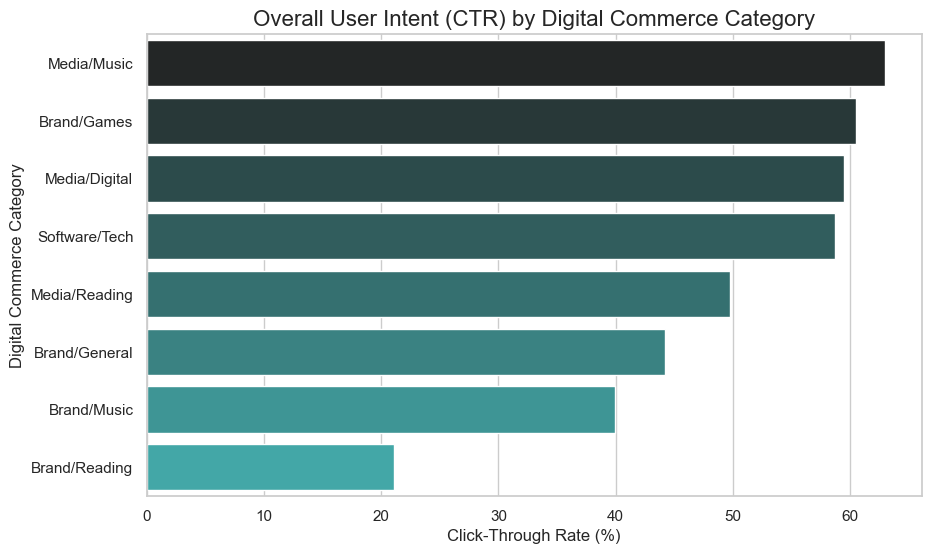 Overall User Intent (CTR) by Digital Commerce Category
Digital Commerce Category
Media/Music
Brand/Games
Media/Digital
Software/Tech
Media/Reading
Brand/General
Brand/Music
Brand/Reading
0 10 20 30 40 50 60
Click-Through Rate (%)